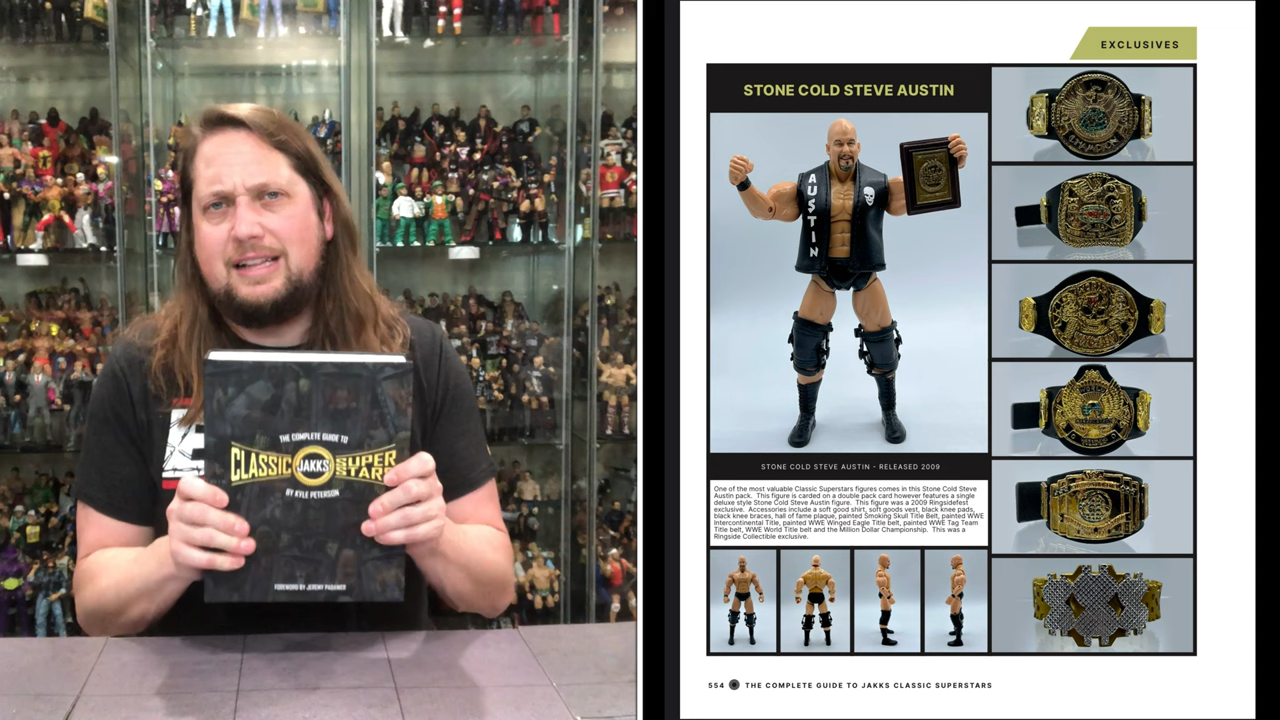 THE COMPLETE GUIDE TO
CLASSIC JAKKS SUPER STARS
BY KYLE PETERSON
FOREWORD BY JEREMY PADAWER
EXCLUSIVES
STONE COLD STEVE AUSTIN
AUSTIN
STONE COLD STEVE AUSTIN - RELEASED 2009
One of the most valuable Classic Superstars figures comes in this Stone Cold Steve
Austin pack. This figure is carded on a double pack card however features a single
deluxe style Stone Cold Steve Austin figure. This figure was a 2009 Ringsidefest
exclusive. Accessories include a soft good shirt, soft goods vest, black knee pads,
black knee braces, hall of fame plaque, painted Smoking Skull Title Belt, painted WWE
Intercontinental Title, painted WWE Winged Eagle Title belt, painted WWE Tag Team
Title belt, WWE World Title belt and the Million Dollar Championship. This was a
Ringside Collectible exclusive.
554 THE COMPLETE GUIDE TO JAKKS CLASSIC SUPERSTARS